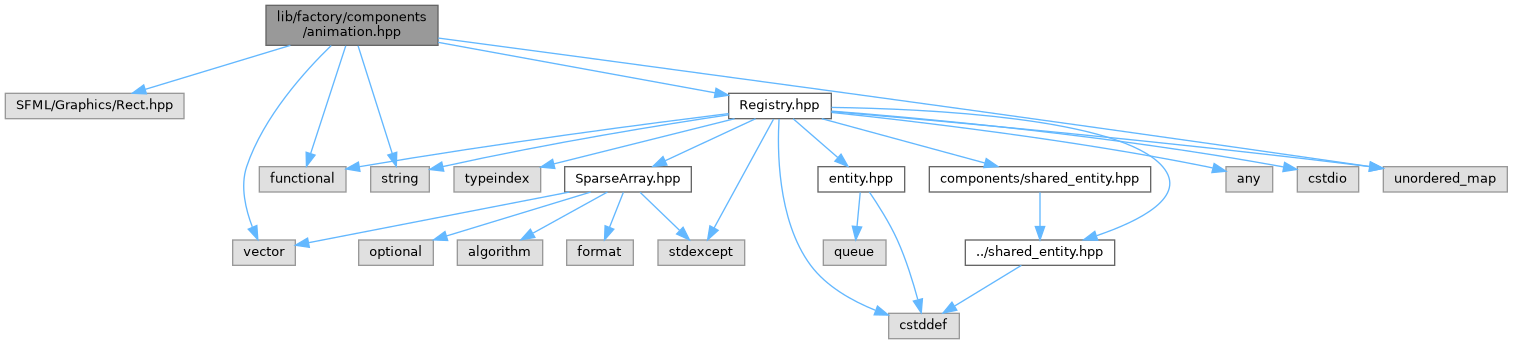 lib/factory/components
/animation.hpp
SFML/Graphics/Rect.hpp
Registry.hpp
functional
string
typeindex
SparseArray.hpp
entity.hpp
components/shared_entity.hpp
any
cstdio
unordered_map
vector
optional
algorithm
format
stdexcept
queue
../shared_entity.hpp
cstddef